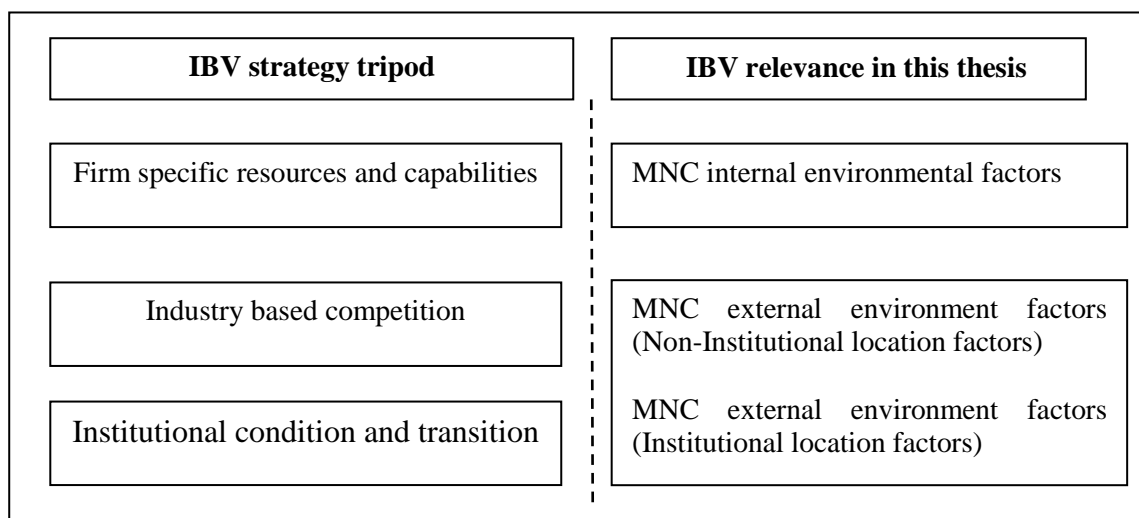 IBV strategy tripod
IBV relevance in this thesis
Firm specific resources and capabilities
MNC internal environmental factors
Industry based competition
MNC external environment factors
(Non-Institutional location factors)
Institutional condition and transition
MNC external environment factors
(Institutional location factors)